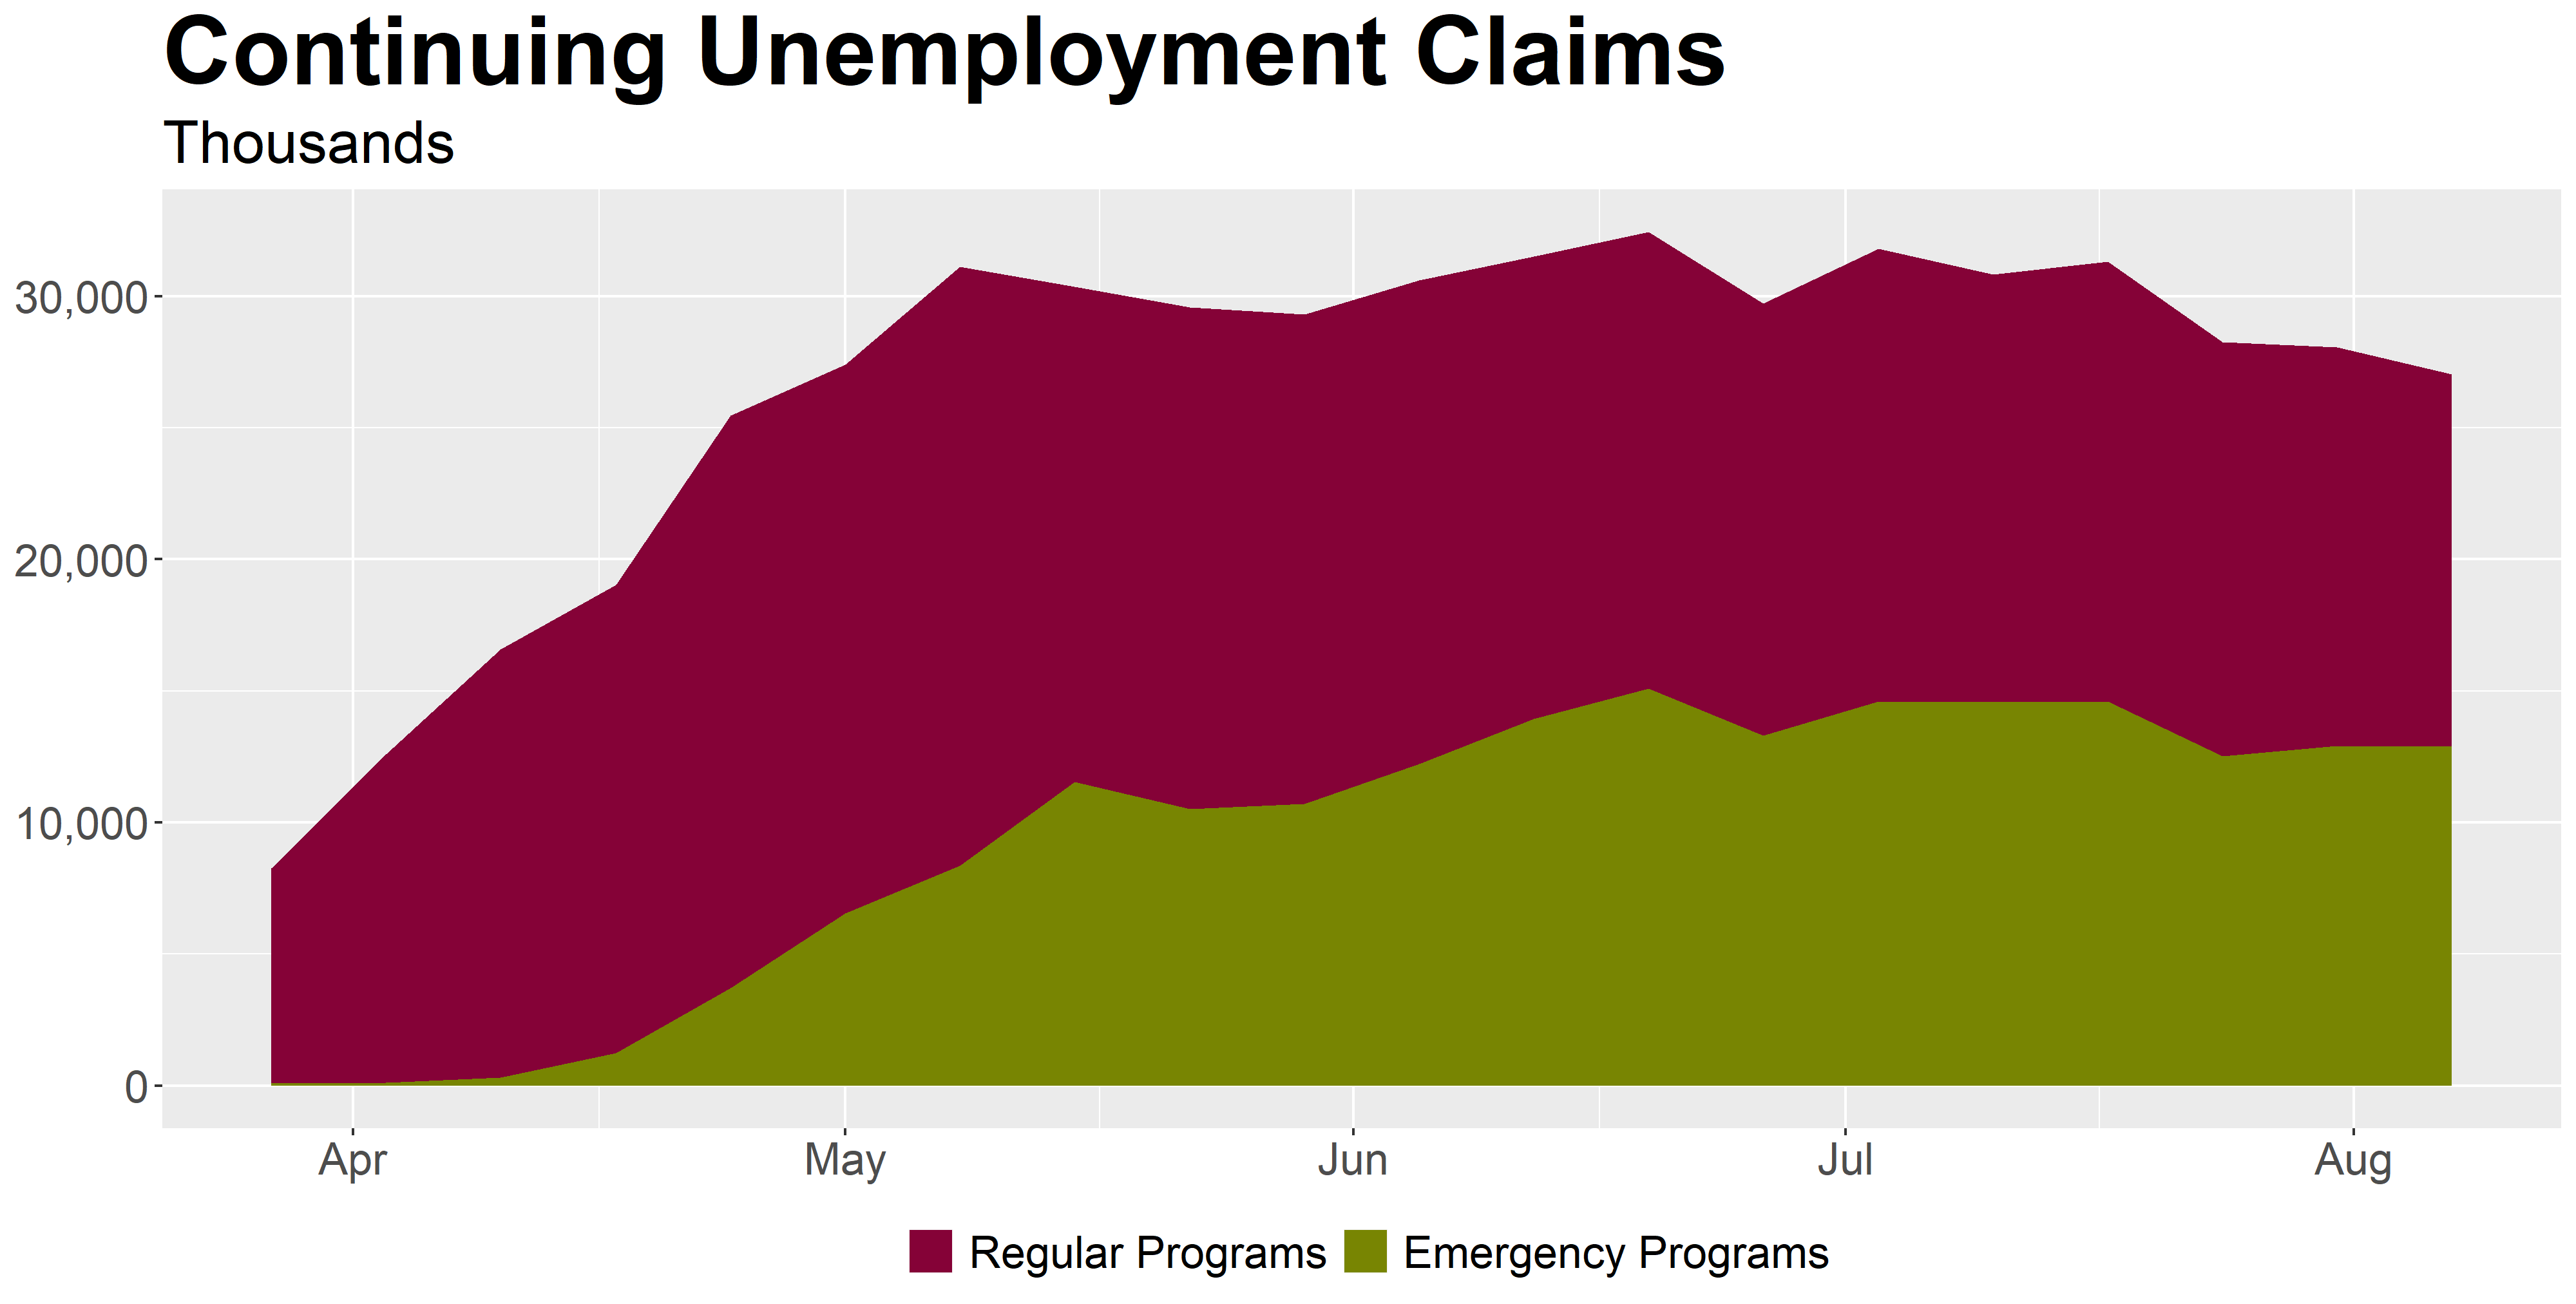 Continuing Unemployment Claims
Thousands
30,000
20,000
10,000
0
Apr May Jun Jul Aug
Regular Programs Emergency Programs